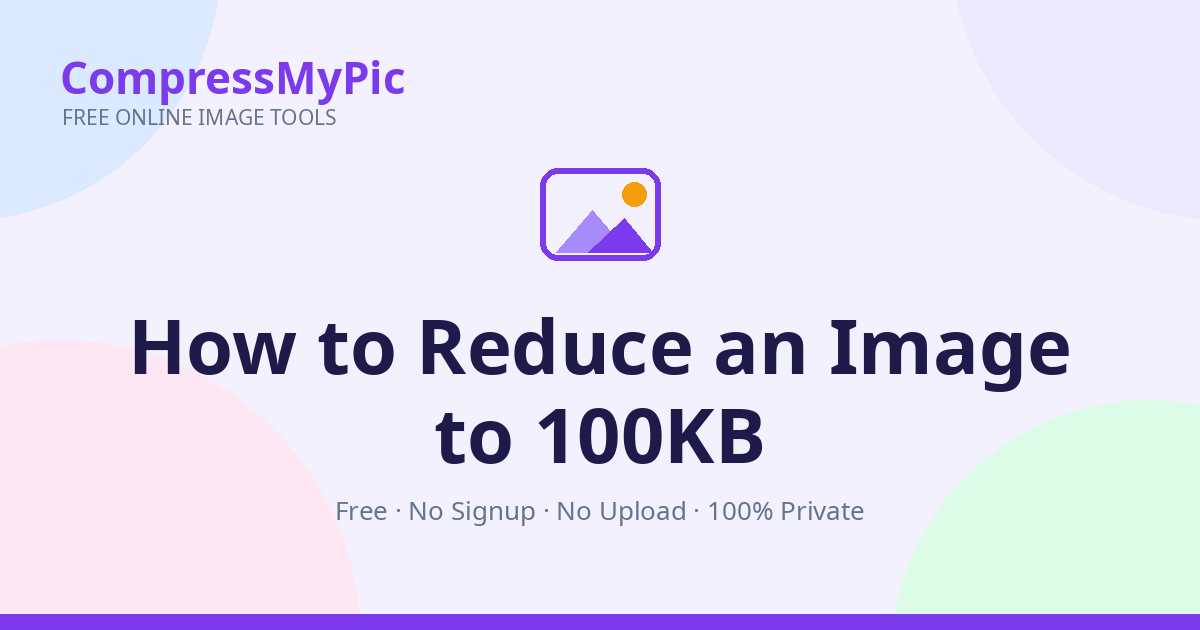 CompressMyPic
FREE ONLINE IMAGE TOOLS
How to Reduce an Image
to 100KB
Free · No Signup · No Upload · 100% Private